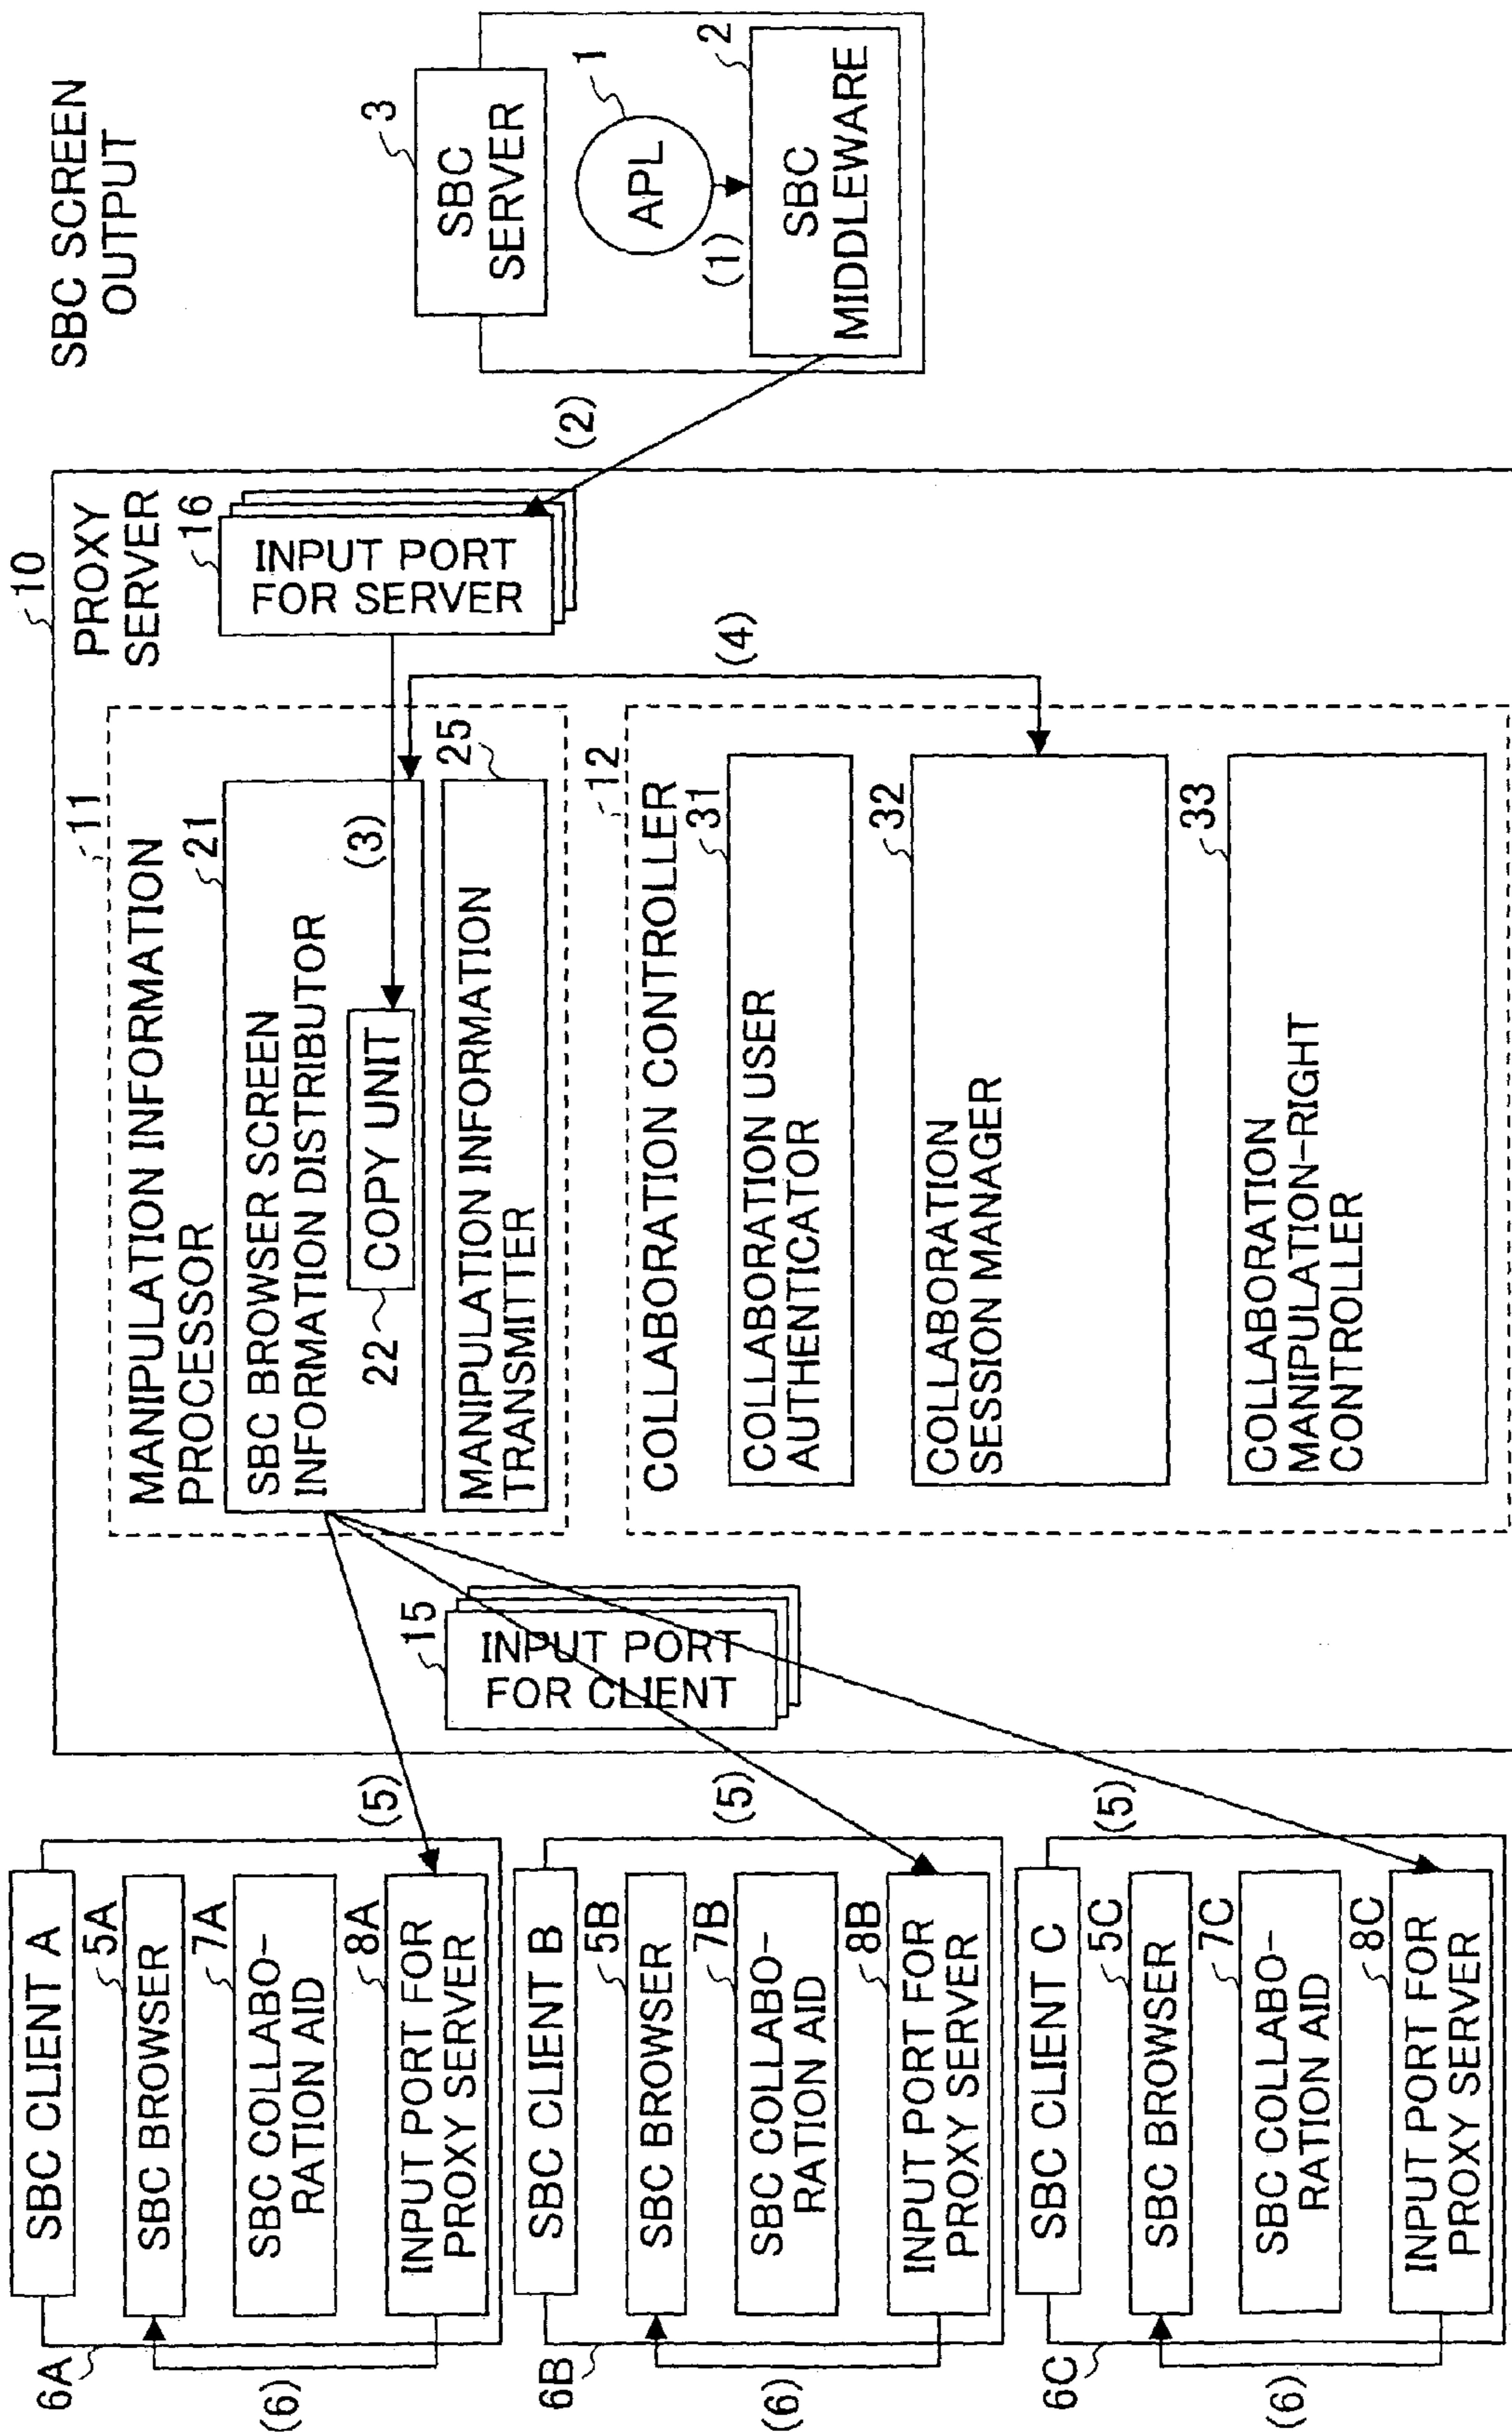 SBC SCREEN
OUTPUT
SBC CLIENT A
6A
SBC BROWSER
5A
SBC COLLABO-
RATION AID
7A
INPUT PORT FOR
PROXY SERVER
8A
(5)
(6)
SBC CLIENT B
6B
SBC BROWSER
5B
SBC COLLABO-
RATION AID
7B
INPUT PORT FOR
PROXY SERVER
8B
(5)
(6)
SBC CLIENT C
6C
SBC BROWSER
5C
SBC COLLABO-
RATION AID
7C
INPUT PORT FOR
PROXY SERVER
8C
(5)
(6)
10
PROXY
SERVER
15
INPUT PORT
FOR CLIENT
11
MANIPULATION INFORMATION
PROCESSOR
21
SBC BROWSER SCREEN
INFORMATION DISTRIBUTOR
22
COPY UNIT
(3)
25
MANIPULATION INFORMATION
TRANSMITTER
12
COLLABORATION CONTROLLER
31
COLLABORATION USER
AUTHENTICATOR
32
COLLABORATION
SESSION MANAGER
33
COLLABORATION
MANIPULATION-RIGHT
CONTROLLER
(4)
16
INPUT PORT
FOR SERVER
(2)
3
SBC
SERVER
1
APL
(1)
2
SBC
MIDDLEWARE